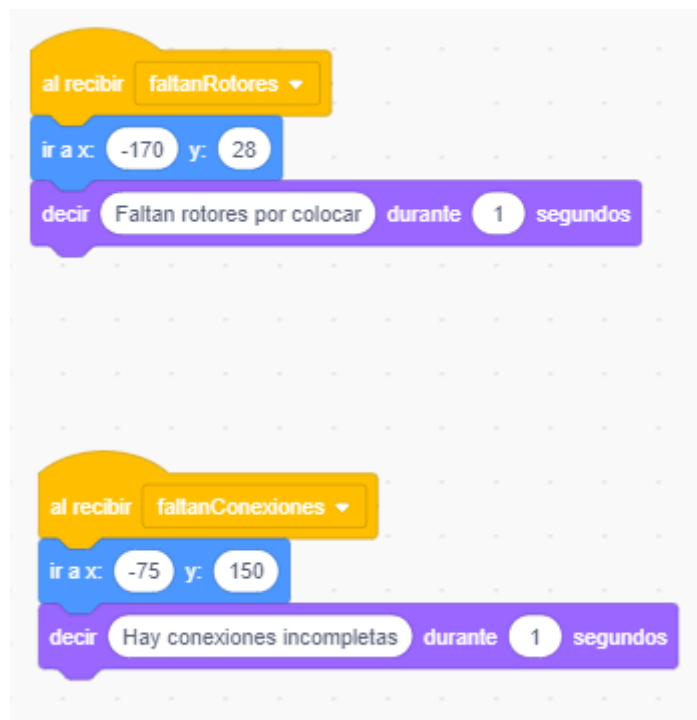 al recibir faltanRotores
ir a x: -170 y: 28
decir Faltan rotores por colocar durante 1 segundos
al recibir faltanConexiones
ir a x: -75 y: 150
decir Hay conexiones incompletas durante 1 segundos